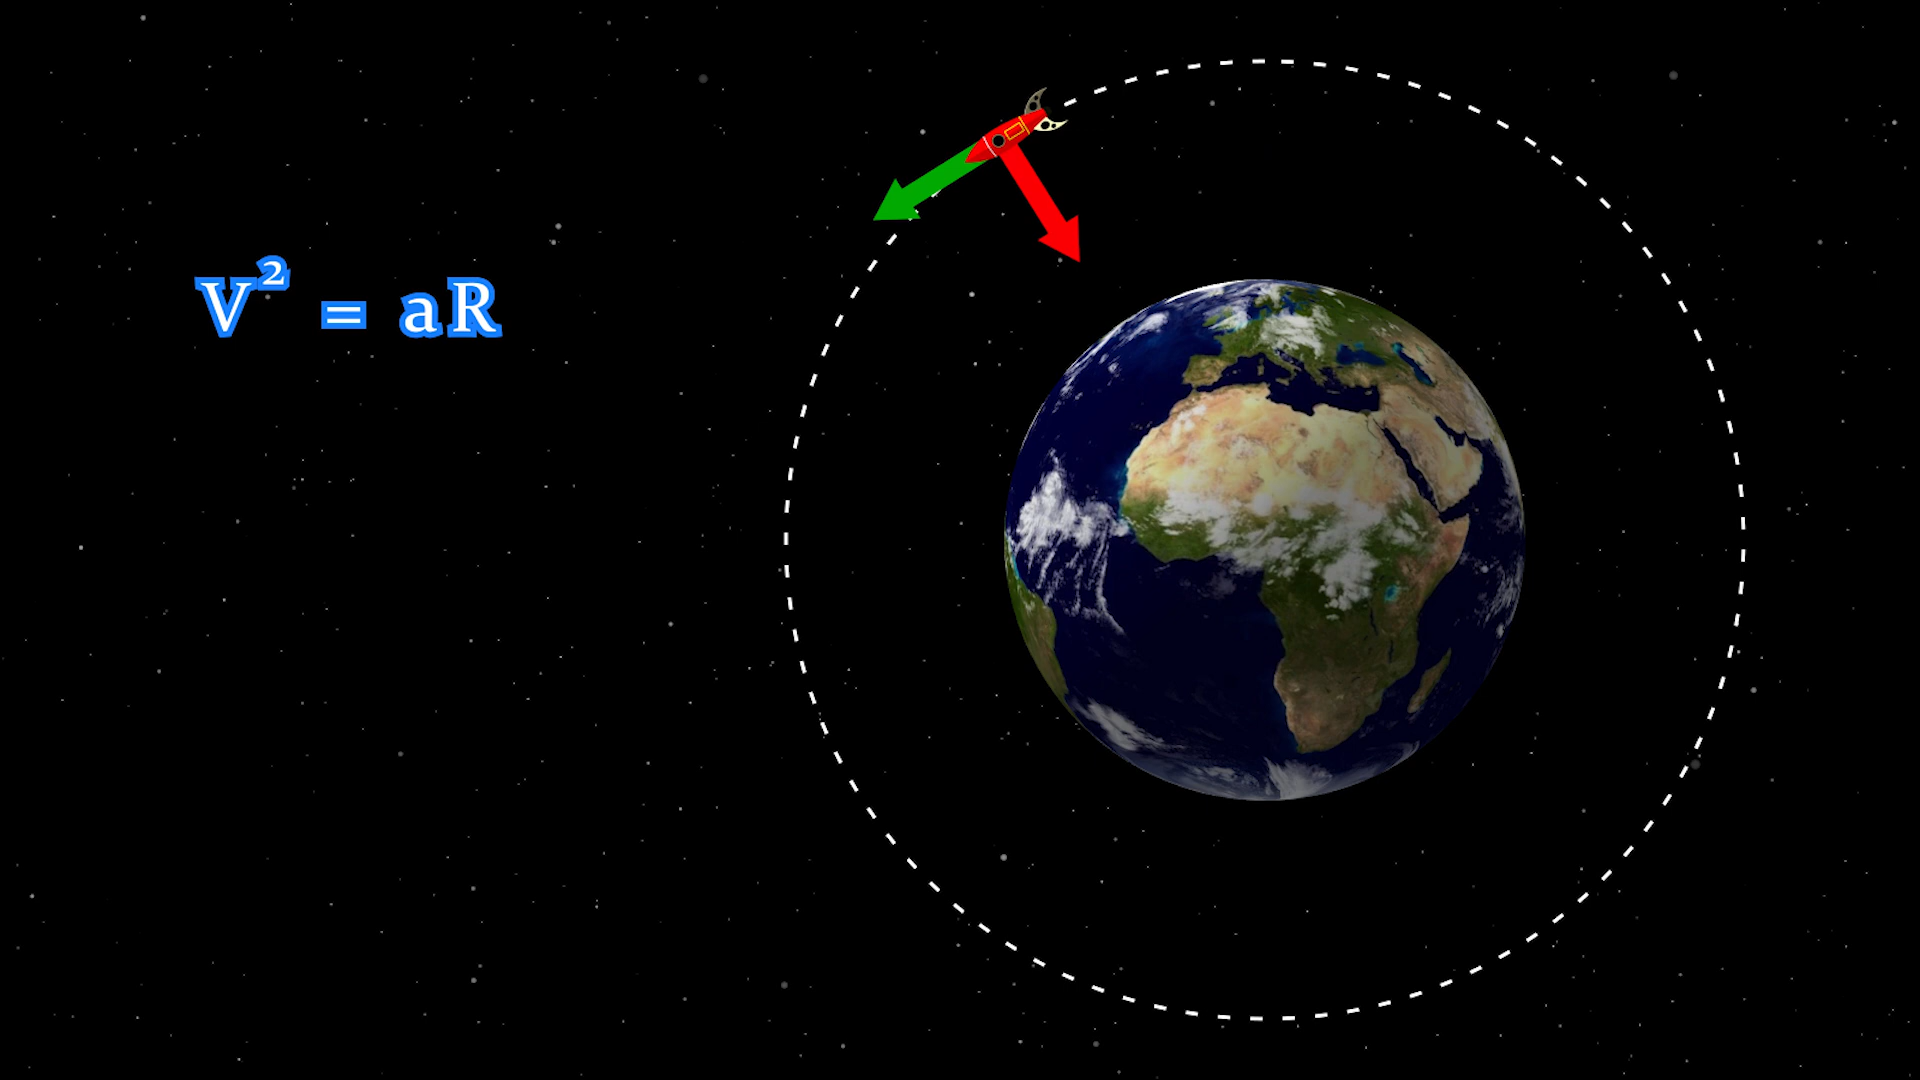 V² = aR